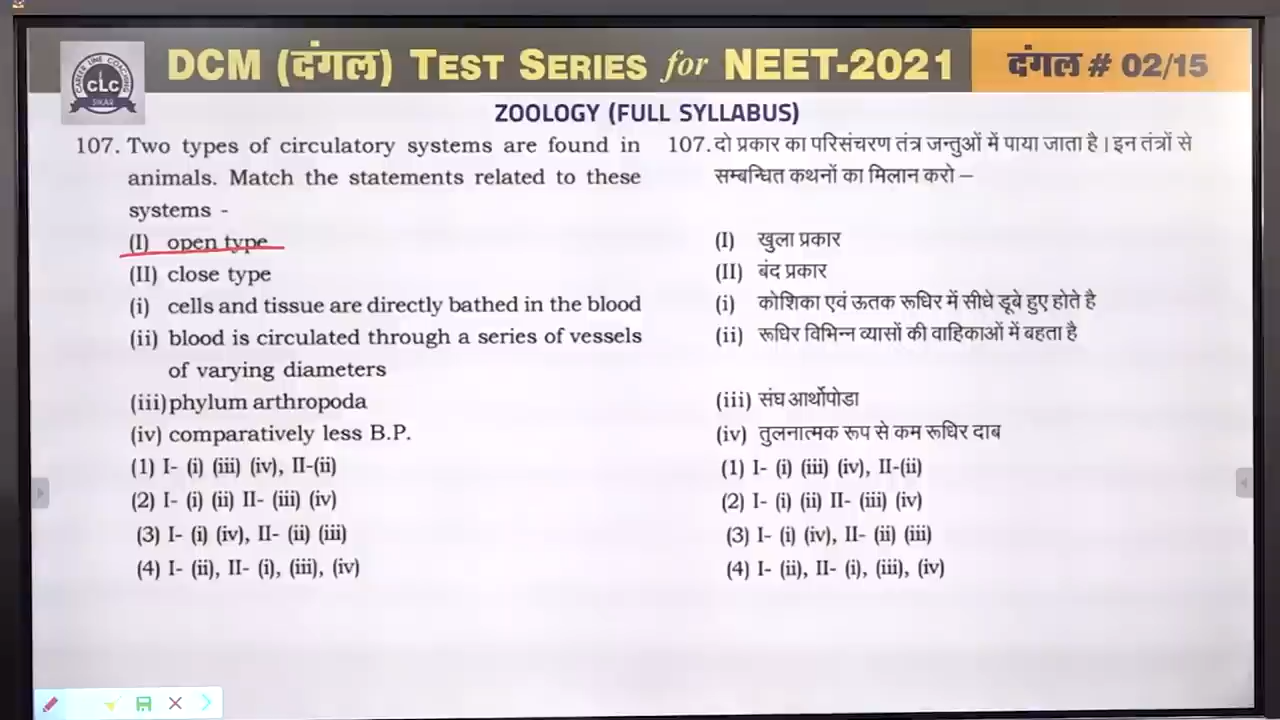 CAREER LINE COACHING
CLC
SIKAR
DCM (दंगल) TEST SERIES for NEET-2021
दंगल # 02/15
ZOOLOGY (FULL SYLLABUS)
107. Two types of circulatory systems are found in
animals. Match the statements related to these
systems -
(I) open type
(II) close type
(i) cells and tissue are directly bathed in the blood
(ii) blood is circulated through a series of vessels
of varying diameters
(iii) phylum arthropoda
(iv) comparatively less B.P.
(1) I- (i) (iii) (iv), II-(ii)
(2) I- (i) (ii) II- (iii) (iv)
(3) I- (i) (iv), II- (ii) (iii)
(4) I- (ii), II- (i), (iii), (iv)
107. दो प्रकार का परिसंचरण तंत्र जन्तुओं में पाया जाता है। इन तंत्रों से
सम्बन्धित कथनों का मिलान करो –
(I) खुला प्रकार
(II) बंद प्रकार
(i) कोशिका एवं ऊतक रूधिर में सीधे डूबे हुए होते है
(ii) रूधिर विभिन्न व्यासों की वाहिकाओं में बहता है
(iii) संघ आर्थोपोडा
(iv) तुलनात्मक रूप से कम रूधिर दाब
(1) I- (i) (iii) (iv), II-(ii)
(2) I- (i) (ii) II- (iii) (iv)
(3) I- (i) (iv), II- (ii) (iii)
(4) I- (ii), II- (i), (iii), (iv)